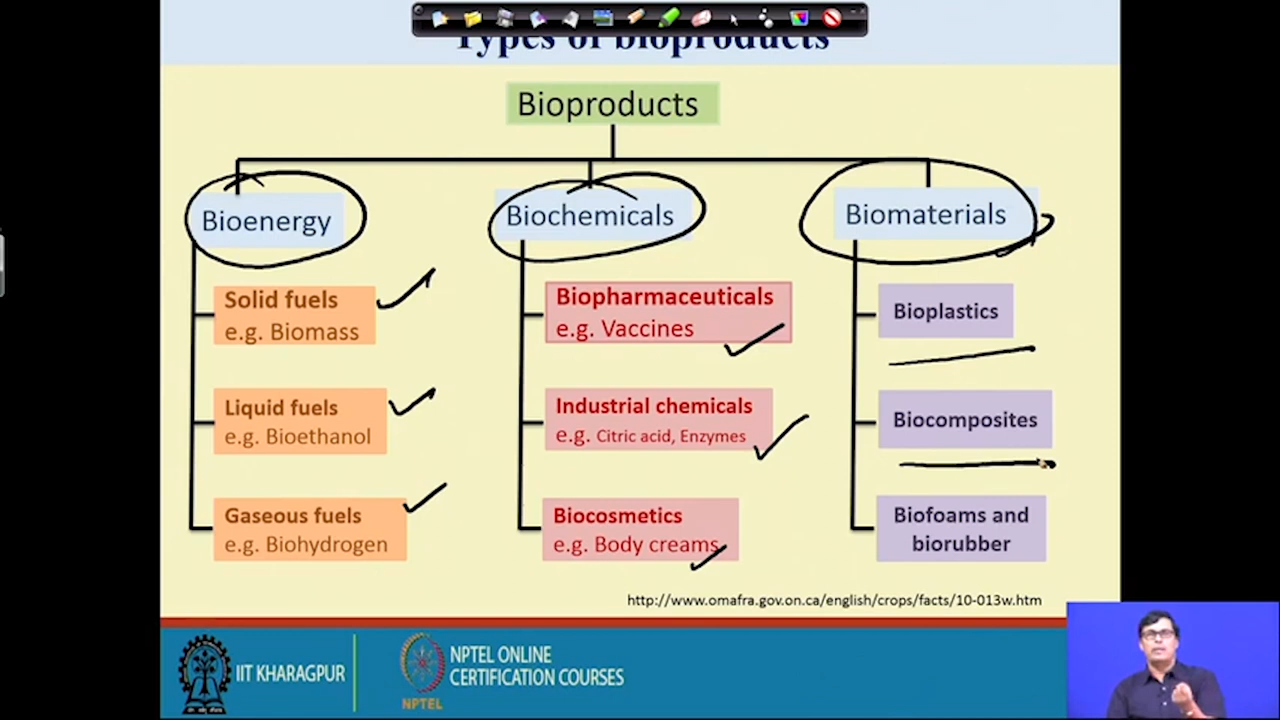 Types of bioproducts
Bioproducts
Bioenergy
Biochemicals
Biomaterials
Solid fuels
e.g. Biomass
Liquid fuels
e.g. Bioethanol
Gaseous fuels
e.g. Biohydrogen
Biopharmaceuticals
e.g. Vaccines
Industrial chemicals
e.g. Citric acid, Enzymes
Biocosmetics
e.g. Body creams
Bioplastics
Biocomposites
Biofoams and
biorubber
http://www.omafra.gov.on.ca/english/crops/facts/10-013w.htm
IIT KHARAGPUR
NPTEL
NPTEL ONLINE
CERTIFICATION COURSES